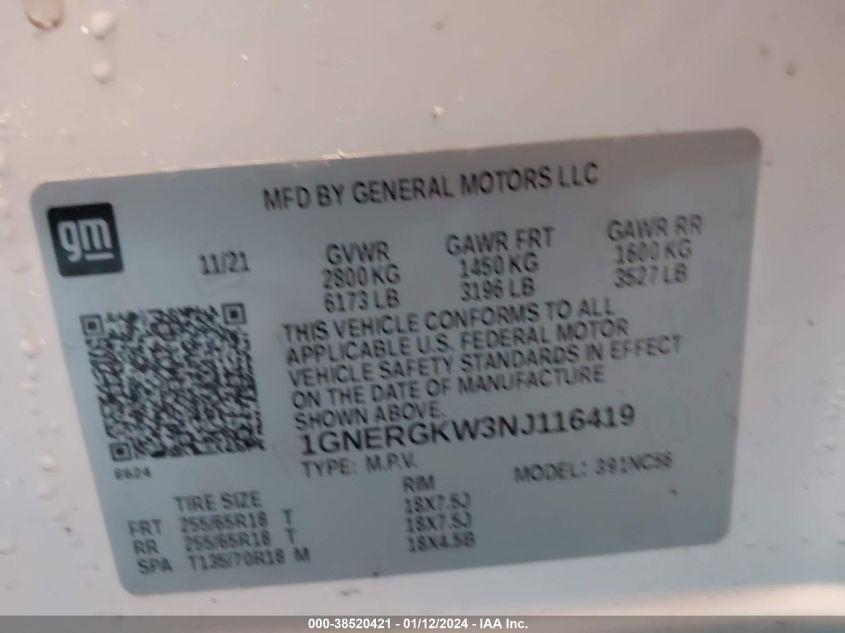 MFD BY GENERAL MOTORS LLC
gm
11/21
GVWR GAWR FRT GAWR RR
2800 KG 1450 KG 1600 KG
6173 LB 3196 LB 3527 LB
THIS VEHICLE CONFORMS TO ALL
APPLICABLE U.S. FEDERAL MOTOR
VEHICLE SAFETY STANDARDS IN EFFECT
ON THE DATE OF MANUFACTURE
SHOWN ABOVE.
1GNERGKW3NJ116419
TYPE: M.P.V. MODEL: 391NC56
8624
TIRE SIZE RIM
FRT 255/65R18 T 18X7.5J
RR 255/65R18 T 18X7.5J
SPA T135/70R18 M 18X4.5B
000-38520421 - 01/12/2024 - IAA Inc.